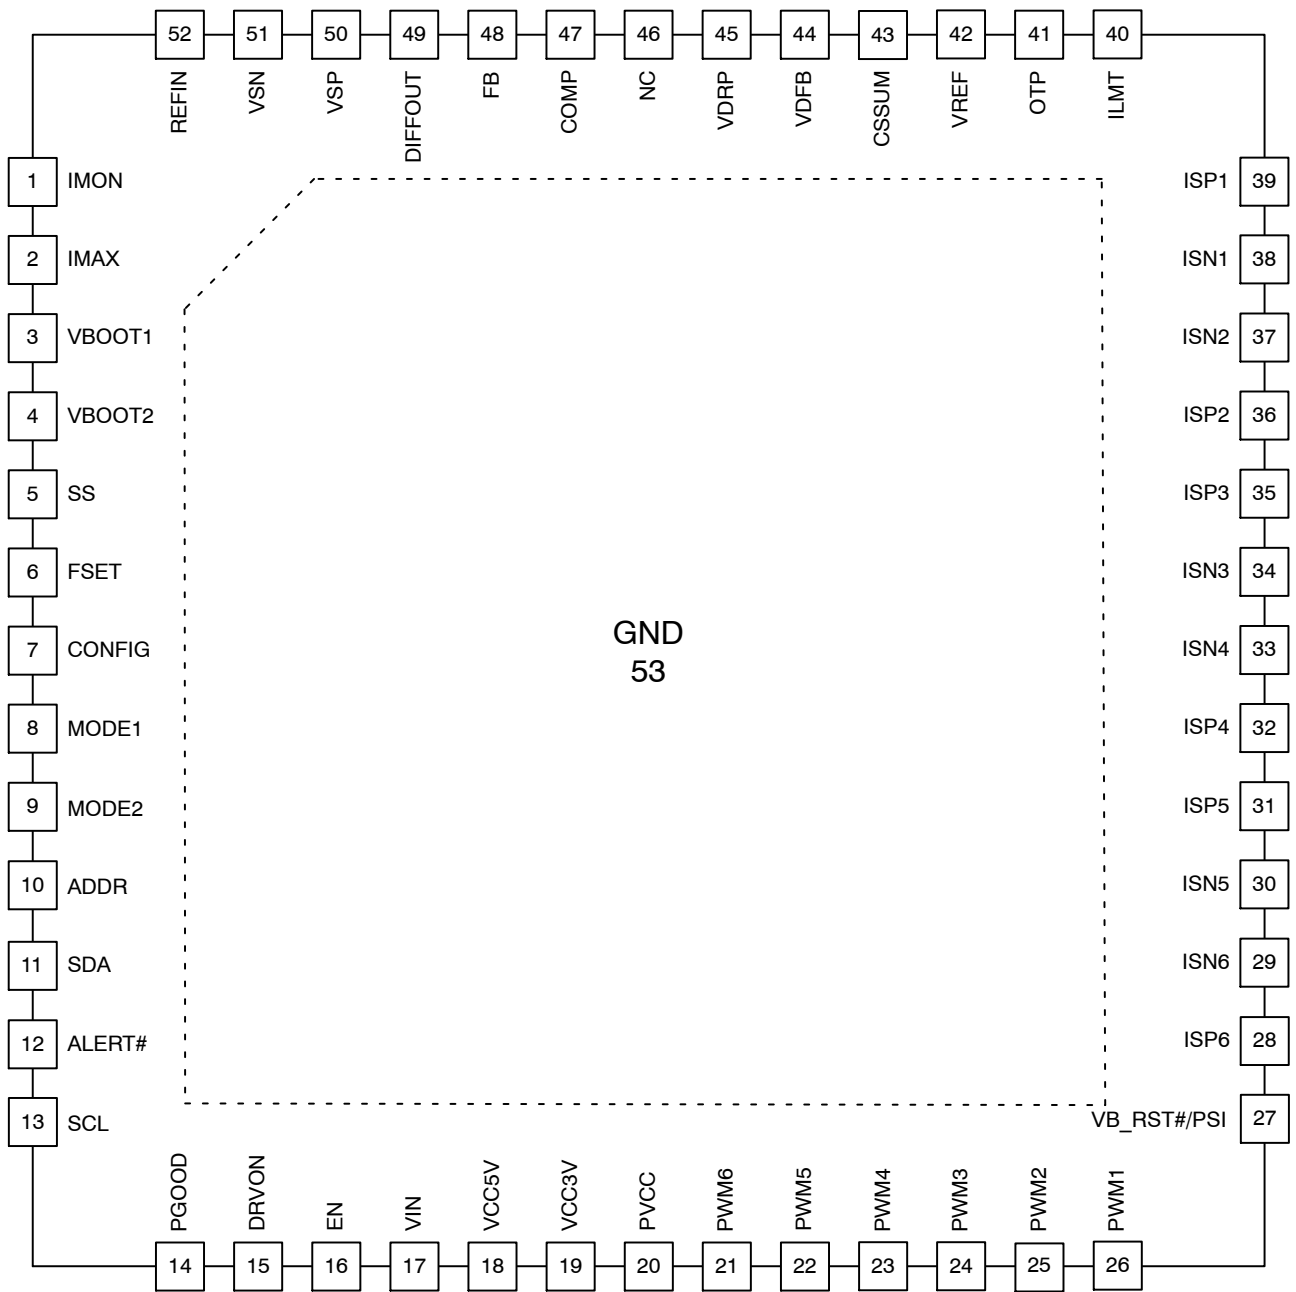 52 51 50 49 48 47 46 45 44 43 42 41 40
REFIN VSN VSP DIFFOUT FB COMP NC VDRP VDFB CSSUM VREF OTP ILMT
1 IMON
ISP1 39
2 IMAX
ISN1 38
3 VBOOT1
ISN2 37
4 VBOOT2
ISP2 36
5 SS
ISP3 35
6 FSET
ISN3 34
GND
53
7 CONFIG
ISN4 33
8 MODE1
ISP4 32
9 MODE2
ISP5 31
10 ADDR
ISN5 30
11 SDA
ISN6 29
12 ALERT#
ISP6 28
13 SCL
VB_RST#/PSI 27
PGOOD DRVON EN VIN VCC5V VCC3V PVCC PWM6 PWM5 PWM4 PWM3 PWM2 PWM1
14 15 16 17 18 19 20 21 22 23 24 25 26